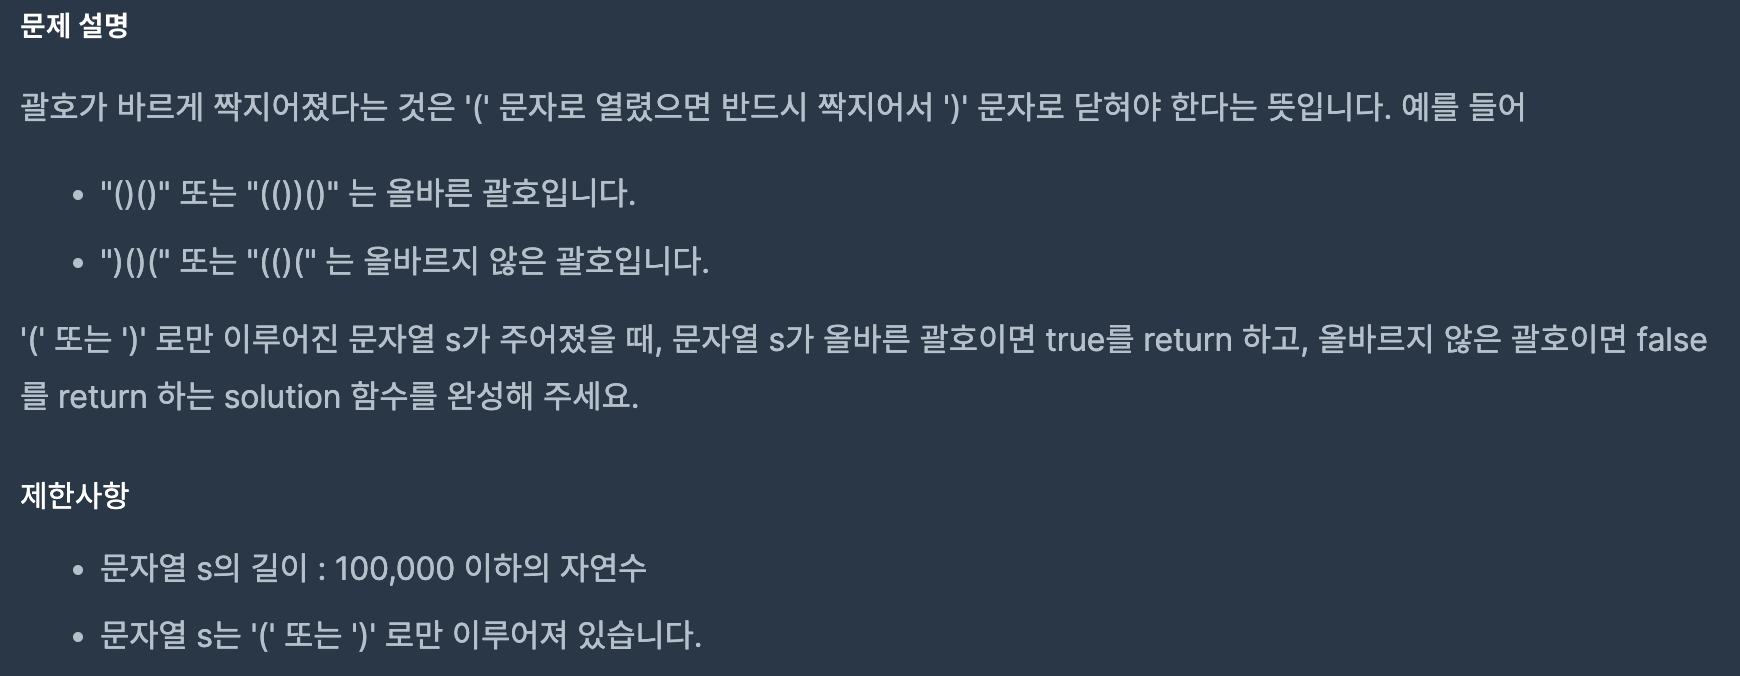 문제 설명
괄호가 바르게 짝지어졌다는 것은 '(' 문자로 열렸으면 반드시 짝지어서 ')' 문자로 닫혀야 한다는 뜻입니다. 예를 들어
• "()()" 또는 "(())()" 는 올바른 괄호입니다.
• ")()(" 또는 "(()(" 는 올바르지 않은 괄호입니다.
'(' 또는 ')' 로만 이루어진 문자열 s가 주어졌을 때, 문자열 s가 올바른 괄호이면 true를 return 하고, 올바르지 않은 괄호이면 false
를 return 하는 solution 함수를 완성해 주세요.
제한사항
• 문자열 s의 길이 : 100,000 이하의 자연수
• 문자열 s는 '(' 또는 ')' 로만 이루어져 있습니다.